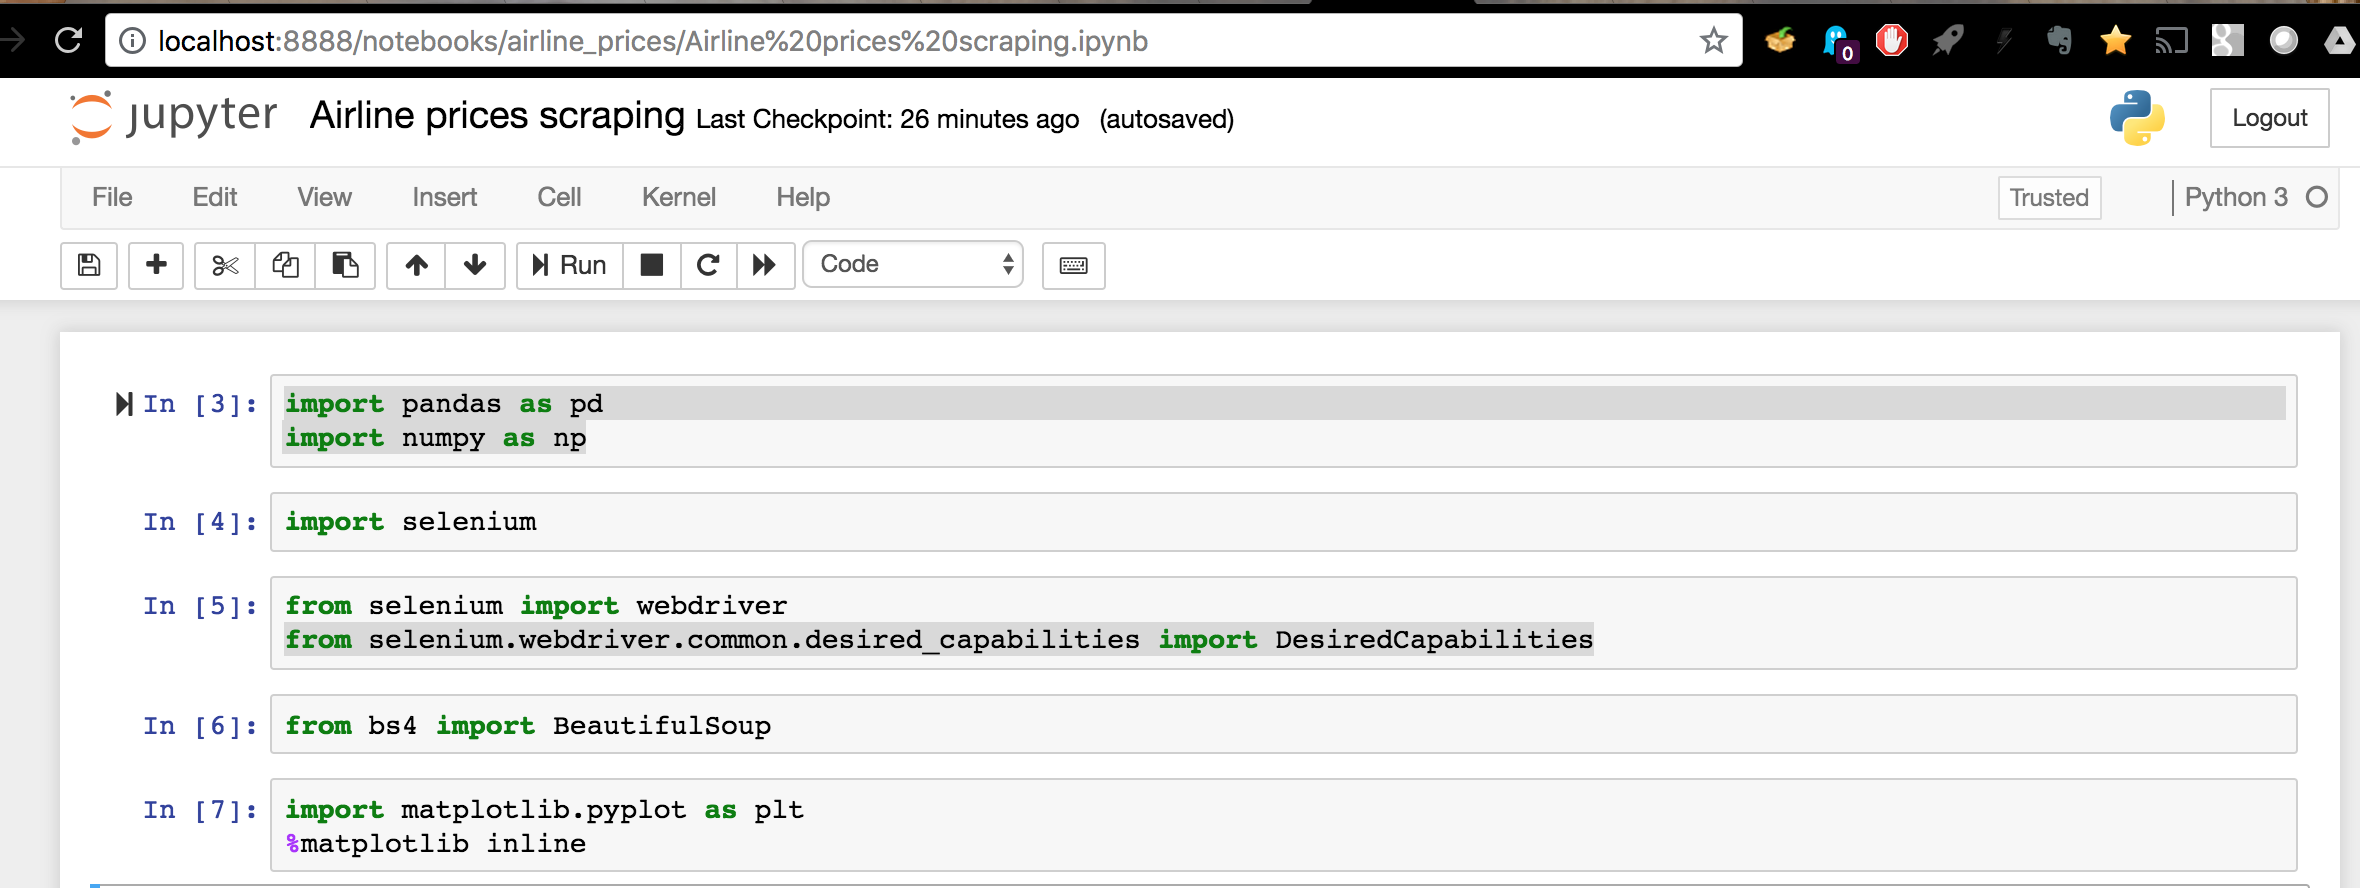 localhost:8888/notebooks/airline_prices/Airline%20prices%20scraping.ipynb
0
jupyter Airline prices scraping Last Checkpoint: 26 minutes ago (autosaved)
Logout
File Edit View Insert Cell Kernel Help
Trusted Python 3
Run Code
In [3]: import pandas as pd
import numpy as np
In [4]: import selenium
In [5]: from selenium import webdriver
from selenium.webdriver.common.desired_capabilities import DesiredCapabilities
In [6]: from bs4 import BeautifulSoup
In [7]: import matplotlib.pyplot as plt
%matplotlib inline